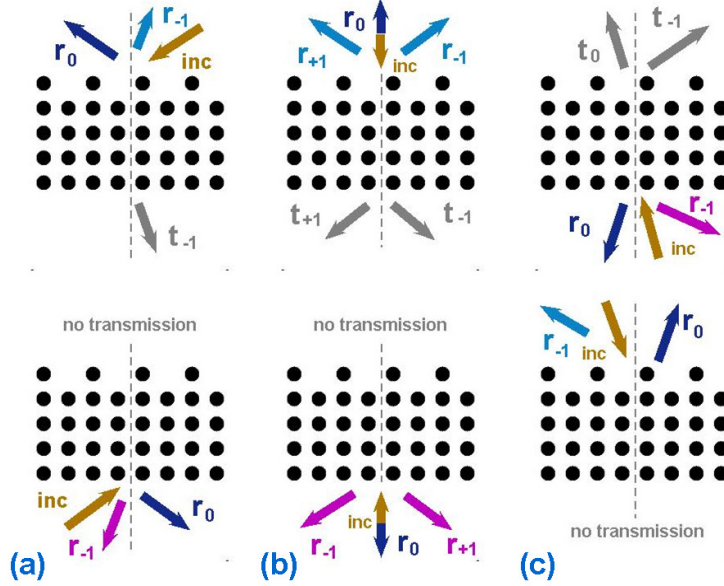 r-1
r0
inc
t-1
r0
r+1
inc
r-1
t+1
t-1
t0
t-1
r0
r-1
inc
no transmission
inc
r-1
r0
(a)
no transmission
inc
r-1
r0
r+1
(b)
r-1
inc
r0
no transmission
(c)